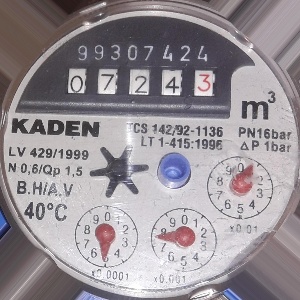 99307424
07243
m³
KADEN
TCS 142/92-1136 PN16bar
LV 429/1999 LT 1-415:1996 ΔP 1bar
N 0,6/Qp 1,5
B.H/A.V
40°C
x0.01
x0.0001 x0.001